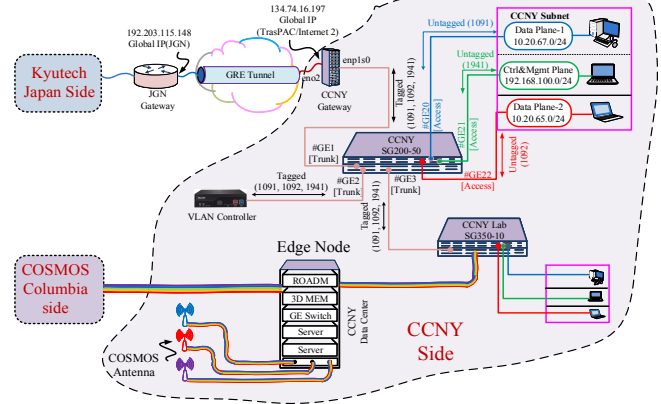 134.74.16.197
Global IP
(TrasPAC/Internet 2)
192.203.115.148
Global IP(JGN)
Kyutech
Japan Side
JGN
Gateway
GRE Tunnel
eno2
enp1s0
CCNY
Gateway
Tagged
(1091, 1092, 1941)
Untagged (1091)
Untagged
(1941)
#GE20
[Access]
#GE21
[Access]
CCNY Subnet
Data Plane-1
10.20.67.0/24
Ctrl&Mgmt Plane
192.168.100.0/24
Data Plane-2
10.20.65.0/24
Untagged
(1092)
#GE22
[Access]
#GE1
[Trunk]
CCNY
SG200-50
#GE2
[Trunk]
#GE3
[Trunk]
Tagged
(1091, 1092, 1941)
VLAN Controller
Tagged
(1091, 1092, 1941)
CCNY Lab
SG350-10
COSMOS
Columbia
side
Edge Node
ROADM
3D MEM
GE Switch
Server
Server
CCNY
Data Center
COSMOS
Antenna
CCNY
Side